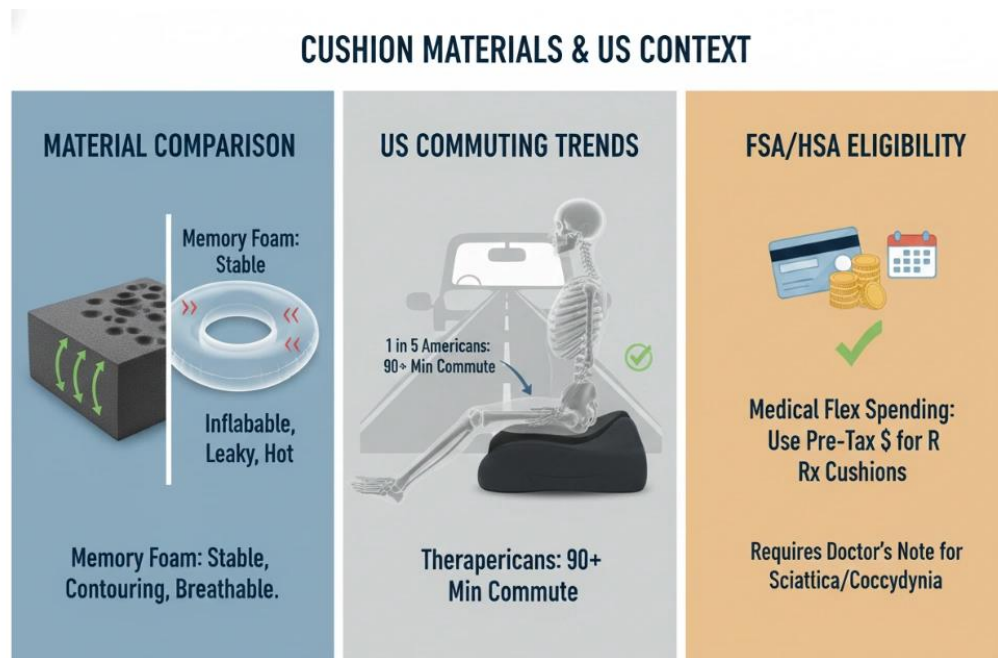 CUSHION MATERIALS & US CONTEXT
MATERIAL COMPARISON
Memory Foam:
Stable
Inflabable,
Leaky, Hot
Memory Foam: Stable,
Contouring, Breathable.
US COMMUTING TRENDS
1 in 5 Americans:
90+ Min Commute
Therapericans: 90+
Min Commute
FSA/HSA ELIGIBILITY
Medical Flex Spending:
Use Pre-Tax $ for R
Rx Cushions
Requires Doctor's Note for
Sciatlica/Coccydynia